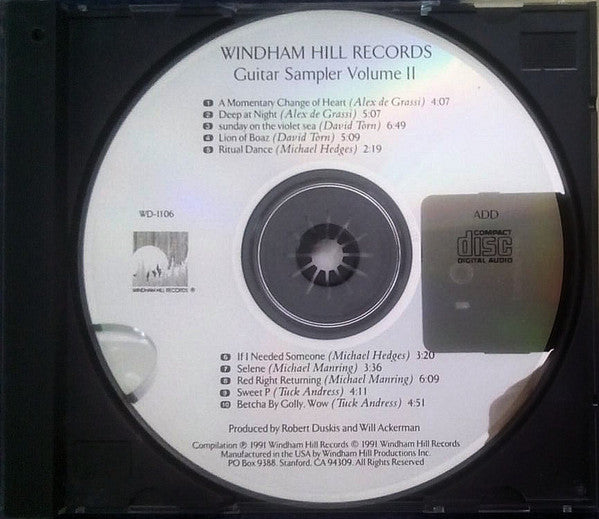 WINDHAM HILL RECORDS
Guitar Sampler Volume II
1 A Momentary Change of Heart (Alex de Grassi) 4:07
2 Deep at Night (Alex de Grassi) 5:07
3 sunday on the violet sea (David Torn) 6:49
4 Lion of Boaz (David Torn) 5:09
5 Ritual Dance (Michael Hedges) 2:19
WD-1106
WINDHAM HILL RECORDS ®
ADD
COMPACT
disc
DIGITAL AUDIO
6 If I Needed Someone (Michael Hedges) 3:20
7 Selene (Michael Manring) 3:36
8 Red Right Returning (Michael Manring) 6:09
9 Sweet P (Tuck Andress) 4:11
10 Betcha By Golly, Wow (Tuck Andress) 4:51
Produced by Robert Duskis and Will Ackerman
Compilation ℗ 1991 Windham Hill Records © 1991 Windham Hill Records
Manufactured in the USA by Windham Hill Productions Inc.
PO Box 9388, Stanford, CA 94309. All Rights Reserved